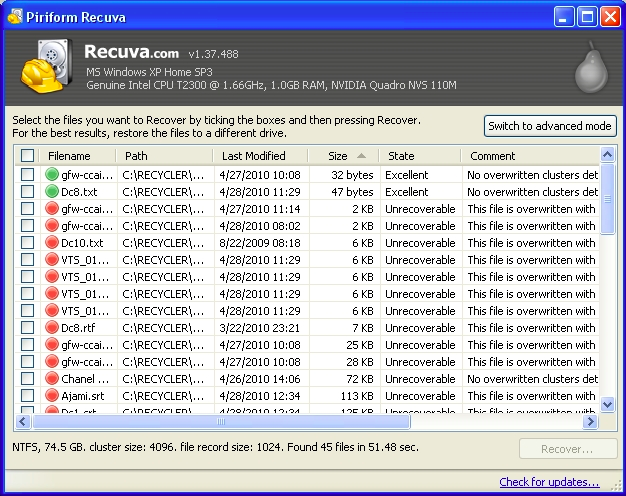 Piriform Recuva
Recuva.com v1.37.488
MS Windows XP Home SP3
Genuine Intel CPU T2300 @ 1.66GHz, 1.0GB RAM, NVIDIA Quadro NVS 110M
Select the files you want to Recover by ticking the boxes and then pressing Recover.
For the best results, restore the files to a different drive.
Switch to advanced mode
Filename Path Last Modified Size State Comment
gfw-ccai... C:\RECYCLER\... 4/27/2010 10:08 32 bytes Excellent No overwritten clusters det
Dc8.txt C:\RECYCLER\... 4/28/2010 11:29 47 bytes Excellent No overwritten clusters det
gfw-ccai... C:\RECYCLER\... 4/27/2010 11:14 2 KB Unrecoverable This file is overwritten with
gfw-ccai... C:\RECYCLER\... 4/28/2010 08:02 2 KB Unrecoverable This file is overwritten with
Dc10.txt C:\RECYCLER\... 8/22/2009 08:18 6 KB Unrecoverable This file is overwritten with
VTS_01... C:\RECYCLER\... 4/28/2010 11:29 6 KB Unrecoverable This file is overwritten with
VTS_01... C:\RECYCLER\... 4/28/2010 11:29 6 KB Unrecoverable This file is overwritten with
VTS_01... C:\RECYCLER\... 4/28/2010 11:29 6 KB Unrecoverable This file is overwritten with
VTS_01... C:\RECYCLER\... 4/28/2010 11:29 6 KB Unrecoverable This file is overwritten with
Dc8.rtf C:\RECYCLER\... 3/22/2010 23:21 7 KB Unrecoverable This file is overwritten with
gfw-ccai... C:\RECYCLER\... 4/27/2010 10:08 25 KB Unrecoverable This file is overwritten with
gfw-ccai... C:\RECYCLER\... 4/27/2010 10:08 28 KB Unrecoverable This file is overwritten with
Chanel ... C:\RECYCLER\... 4/26/2010 14:06 72 KB Unrecoverable No overwritten clusters det
Ajami.srt C:\RECYCLER\... 4/28/2010 12:34 113 KB Unrecoverable This file is overwritten with
Dc1.srt C:\RECYCLER\... 4/28/2010 12:34 125 KB Unrecoverable This file is overwritten with
NTFS, 74.5 GB. cluster size: 4096. file record size: 1024. Found 45 files in 51.48 sec.
Recover...
Check for updates...